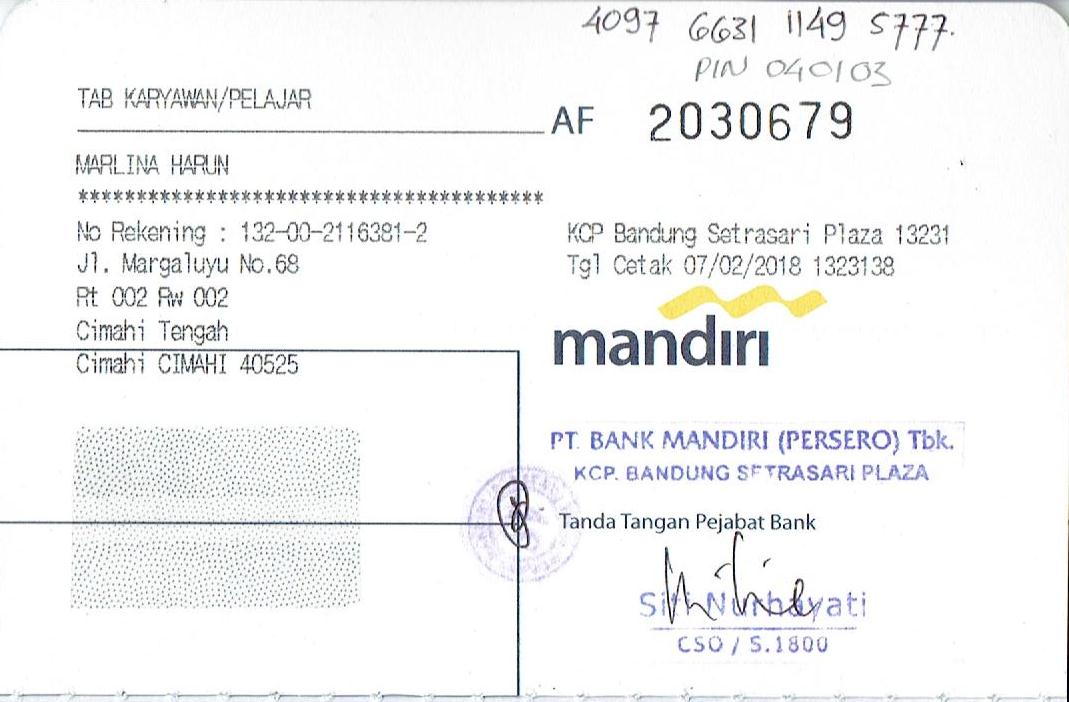 4097 6631 1149 5777.
PIN 040103
TAB KARYAWAN/PELAJAR
AF 2030679
MARLINA HARUN
****************************************
No Rekening : 132-00-2116381-2
Jl. Margaluyu No.68
Rt 002 Rw 002
Cimahi Tengah
Cimahi CIMAHI 40525
KCP Bandung Setrasari Plaza 13231
Tgl Cetak 07/02/2018 1323138
mandiri
PT. BANK MANDIRI (PERSERO) Tbk.
KCP. BANDUNG SETRASARI PLAZA
Tanda Tangan Pejabat Bank
Siti Nurhayati
CSO / S.1800